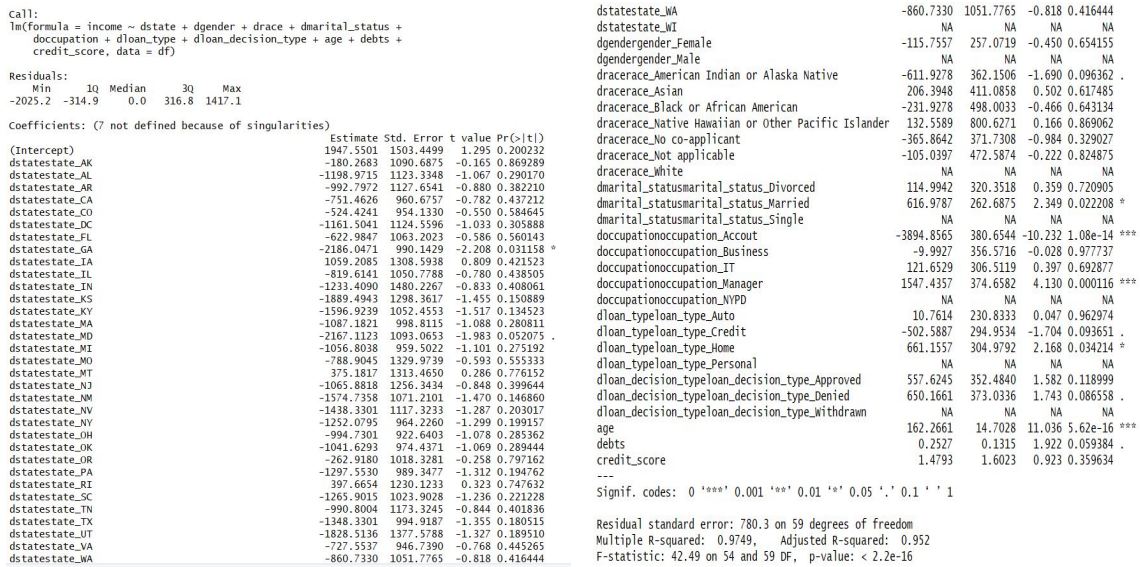 Call:
lm(formula = income ~ dstate + dgender + drace + dmarital_status +
doccupation + dloan_type + dloan_decision_type + age + debts +
credit_score, data = df)
Residuals:
Min 1Q Median 3Q Max
-2025.2 -314.9 0.0 316.8 1417.1
Coefficients: (7 not defined because of singularities)
Estimate Std. Error t value Pr(>|t|)
(Intercept) 1947.5501 1503.4499 1.295 0.200232
dstatestate_AK -180.2683 1090.6875 -0.165 0.869289
dstatestate_AL -1198.9715 1123.3348 -1.067 0.290170
dstatestate_AR -992.7972 1127.6541 -0.880 0.382210
dstatestate_CA -751.4626 960.6757 -0.782 0.437212
dstatestate_CO -524.4241 954.1330 -0.550 0.584645
dstatestate_DC -1161.5041 1124.5596 -1.033 0.305888
dstatestate_FL -622.9847 1063.2023 -0.586 0.560143
dstatestate_GA -2186.0471 990.1429 -2.208 0.031158 *
dstatestate_IA 1059.2085 1308.5938 0.809 0.421523
dstatestate_IL -819.6141 1050.7788 -0.780 0.438505
dstatestate_IN -1233.4090 1480.2267 -0.833 0.408061
dstatestate_KS -1889.4943 1298.3617 -1.455 0.150889
dstatestate_KY -1596.9239 1052.4553 -1.517 0.134523
dstatestate_MA -1087.1821 998.8115 -1.088 0.280811
dstatestate_MD -2167.1123 1093.0653 -1.983 0.052075 .
dstatestate_MI -1056.8038 959.5022 -1.101 0.275192
dstatestate_MO -788.9045 1329.9739 -0.593 0.555333
dstatestate_MT 375.1817 1313.4650 0.286 0.776152
dstatestate_NJ -1065.8818 1256.3434 -0.848 0.399644
dstatestate_NM -1574.7358 1071.2101 -1.470 0.146860
dstatestate_NV -1438.3301 1117.3233 -1.287 0.203017
dstatestate_NY -1252.0795 964.2260 -1.299 0.199157
dstatestate_OH -994.7301 922.6403 -1.078 0.285362
dstatestate_OK -1041.6293 974.4371 -1.069 0.289444
dstatestate_OR -262.9180 1018.3281 -0.258 0.797162
dstatestate_PA -1297.5530 989.3477 -1.312 0.194762
dstatestate_RI 397.6654 1230.1233 0.323 0.747632
dstatestate_SC -1265.9015 1023.9028 -1.236 0.221228
dstatestate_TN -990.8004 1173.3245 -0.844 0.401836
dstatestate_TX -1348.3301 994.9187 -1.355 0.180515
dstatestate_UT -1828.5136 1377.5788 -1.327 0.189510
dstatestate_VA -727.5537 946.7390 -0.768 0.445265
dstatestate_WA -860.7330 1051.7765 -0.818 0.416444
dstatestate_WA -860.7330 1051.7765 -0.818 0.416444
dstatestate_WI NA NA NA NA
dgendergender_Female -115.7557 257.0719 -0.450 0.654155
dgendergender_Male NA NA NA NA
dracerace_American Indian or Alaska Native -611.9278 362.1506 -1.690 0.096362 .
dracerace_Asian 206.3948 411.0858 0.502 0.617485
dracerace_Black or African American -231.9278 498.0033 -0.466 0.643134
dracerace_Native Hawaiian or Other Pacific Islander 132.5589 800.6271 0.166 0.869062
dracerace_No co-applicant -365.8642 371.7308 -0.984 0.329027
dracerace_Not applicable -105.0397 472.5874 -0.222 0.824875
dracerace_White NA NA NA NA
dmarital_statusmarital_status_Divorced 114.9942 320.3518 0.359 0.720905
dmarital_statusmarital_status_Married 616.9787 262.6875 2.349 0.022208 *
dmarital_statusmarital_status_Single NA NA NA NA
doccupationoccupation_Accout -3894.8565 380.6544 -10.232 1.08e-14 ***
doccupationoccupation_Business -9.9927 356.5716 -0.028 0.977737
doccupationoccupation_IT 121.6529 306.5119 0.397 0.692877
doccupationoccupation_Manager 1547.4357 374.6582 4.130 0.000116 ***
doccupationoccupation_NYPD NA NA NA NA
dloan_typeloan_type_Auto 10.7614 230.8333 0.047 0.962974
dloan_typeloan_type_Credit -502.5887 294.9534 -1.704 0.093651 .
dloan_typeloan_type_Home 661.1557 304.9792 2.168 0.034214 *
dloan_typeloan_type_Personal NA NA NA NA
dloan_decision_typeloan_decision_type_Approved 557.6245 352.4840 1.582 0.118999
dloan_decision_typeloan_decision_type_Denied 650.1661 373.0336 1.743 0.086558 .
dloan_decision_typeloan_decision_type_Withdrawn NA NA NA NA
age 162.2661 14.7028 11.036 5.62e-16 ***
debts 0.2527 0.1315 1.922 0.059384 .
credit_score 1.4793 1.6023 0.923 0.359634
---
Signif. codes: 0 ‘***’ 0.001 ‘**’ 0.01 ‘*’ 0.05 ‘.’ 0.1 ‘ ’ 1
Residual standard error: 780.3 on 59 degrees of freedom
Multiple R-squared: 0.9749, Adjusted R-squared: 0.952
F-statistic: 42.49 on 54 and 59 DF, p-value: < 2.2e-16